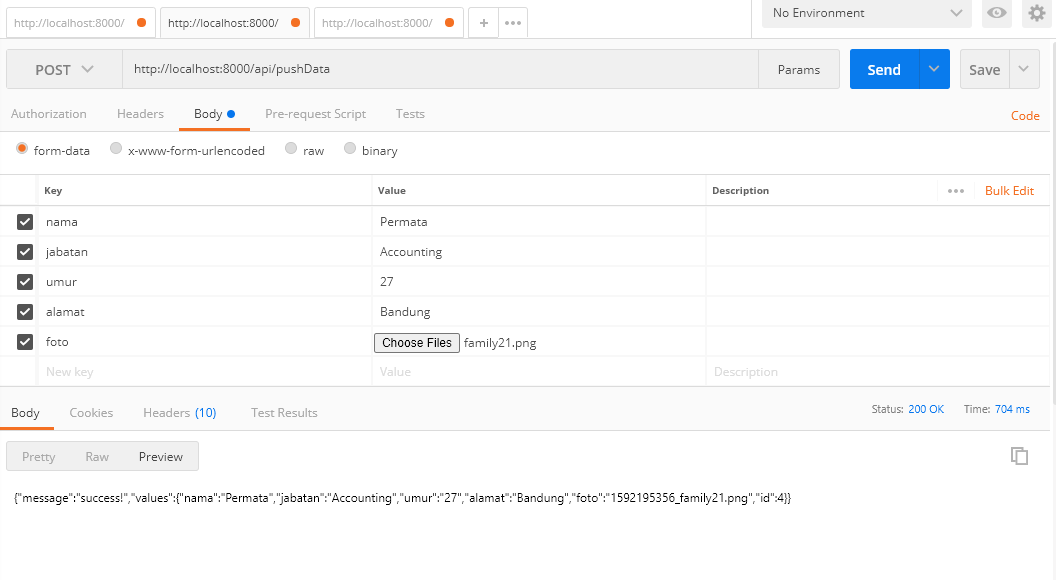 http://localhost:8000/ http://localhost:8000/ http://localhost:8000/ + ••• No Environment
POST http://localhost:8000/api/pushData Params Send Save
Authorization Headers Body Pre-request Script Tests Code
form-data x-www-form-urlencoded raw binary
Key Value Description ••• Bulk Edit
nama Permata
jabatan Accounting
umur 27
alamat Bandung
foto Choose Files family21.png
New key Value Description
Body Cookies Headers (10) Test Results Status: 200 OK Time: 704 ms
Pretty Raw Preview
{"message":"success!","values":{"nama":"Permata","jabatan":"Accounting","umur":"27","alamat":"Bandung","foto":"1592195356_family21.png","id":4}}